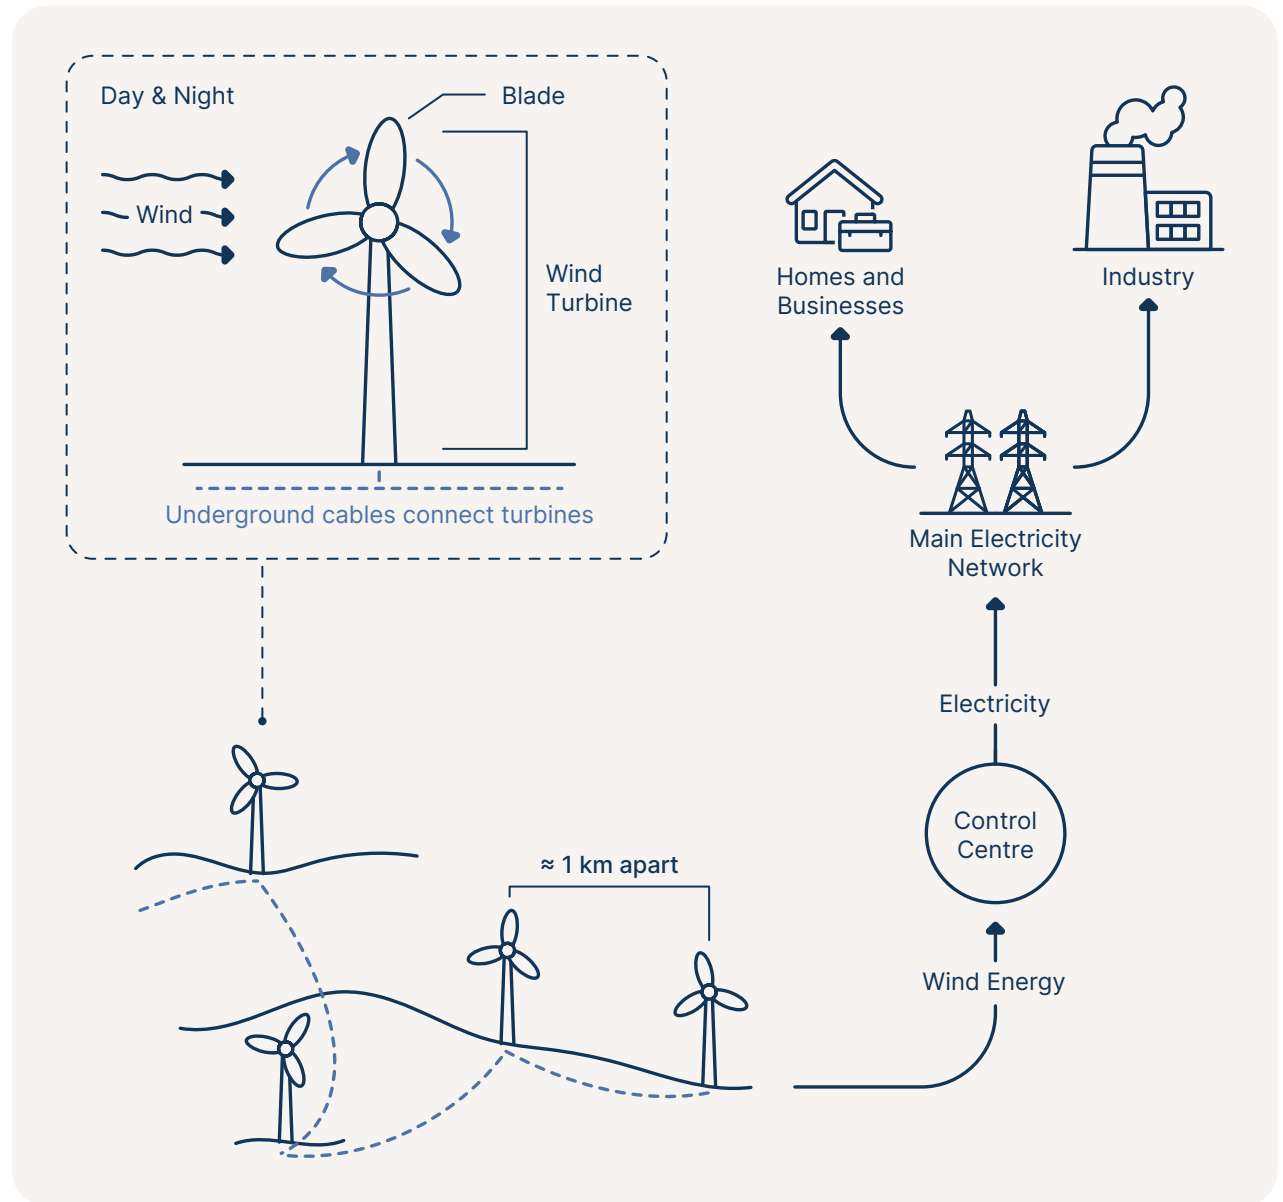 Day & Night
Blade
Wind
Wind
Turbine
Underground cables connect turbines
Homes and
Businesses
Industry
Main Electricity
Network
Electricity
Control
Centre
Wind Energy
≈ 1 km apart